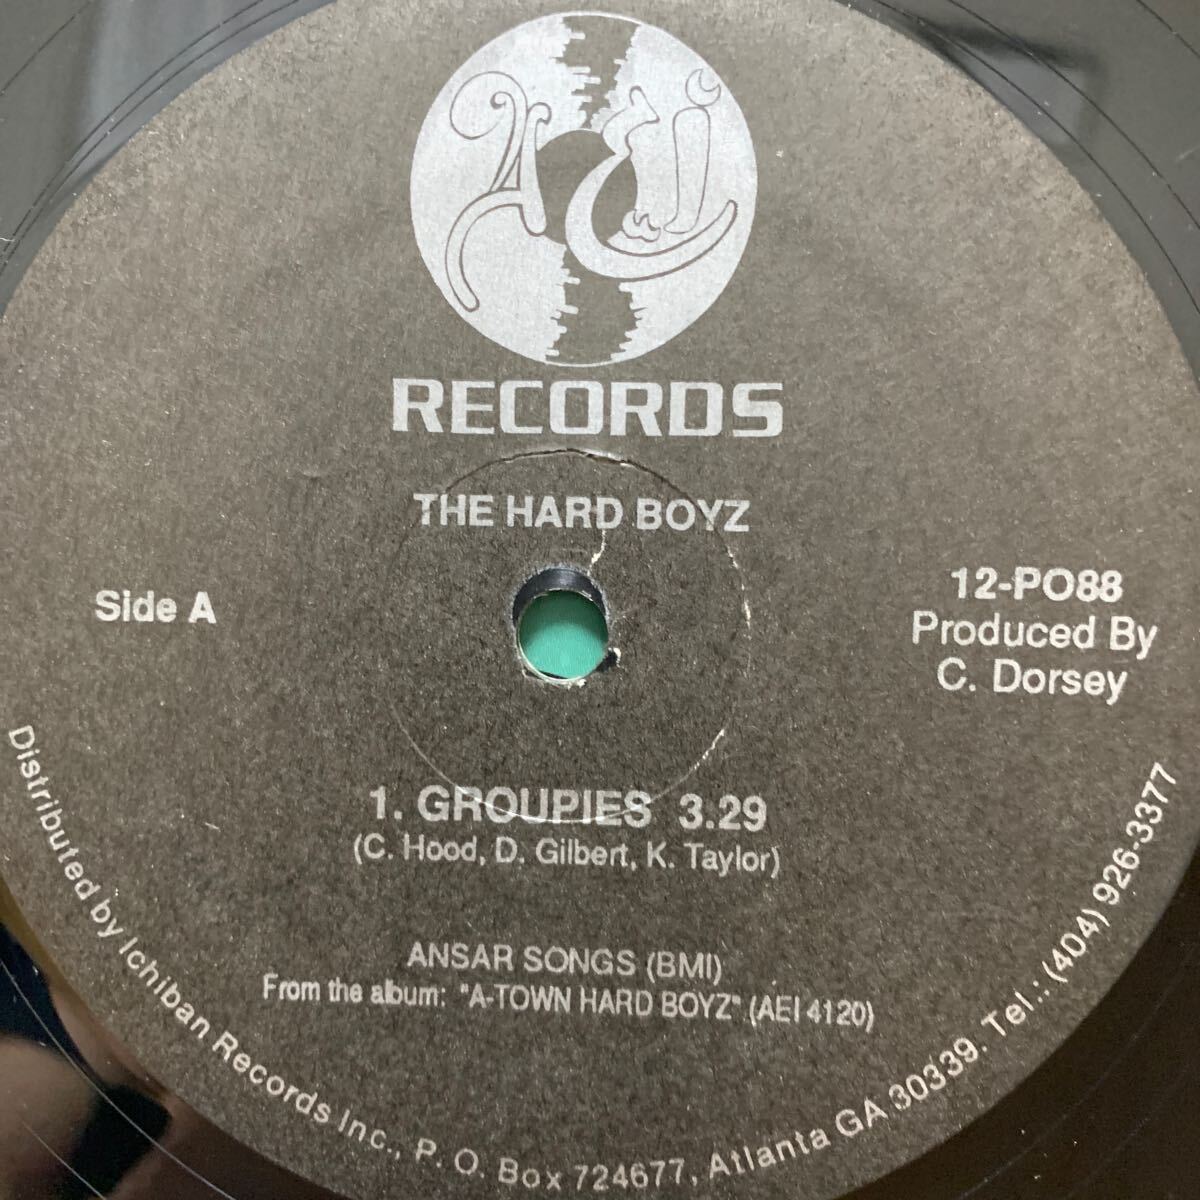 AEI
RECORDS
THE HARD BOYZ
Side A
12-PO88
Produced By
C. Dorsey
1. GROUPIES 3.29
(C. Hood, D. Gilbert, K. Taylor)
ANSAR SONGS (BMI)
From the album: "A-TOWN HARD BOYZ" (AEI 4120)
Distributed by Ichiban Records Inc., P. O. Box 724677, Atlanta GA 30339. Tel.: (404) 926-3377